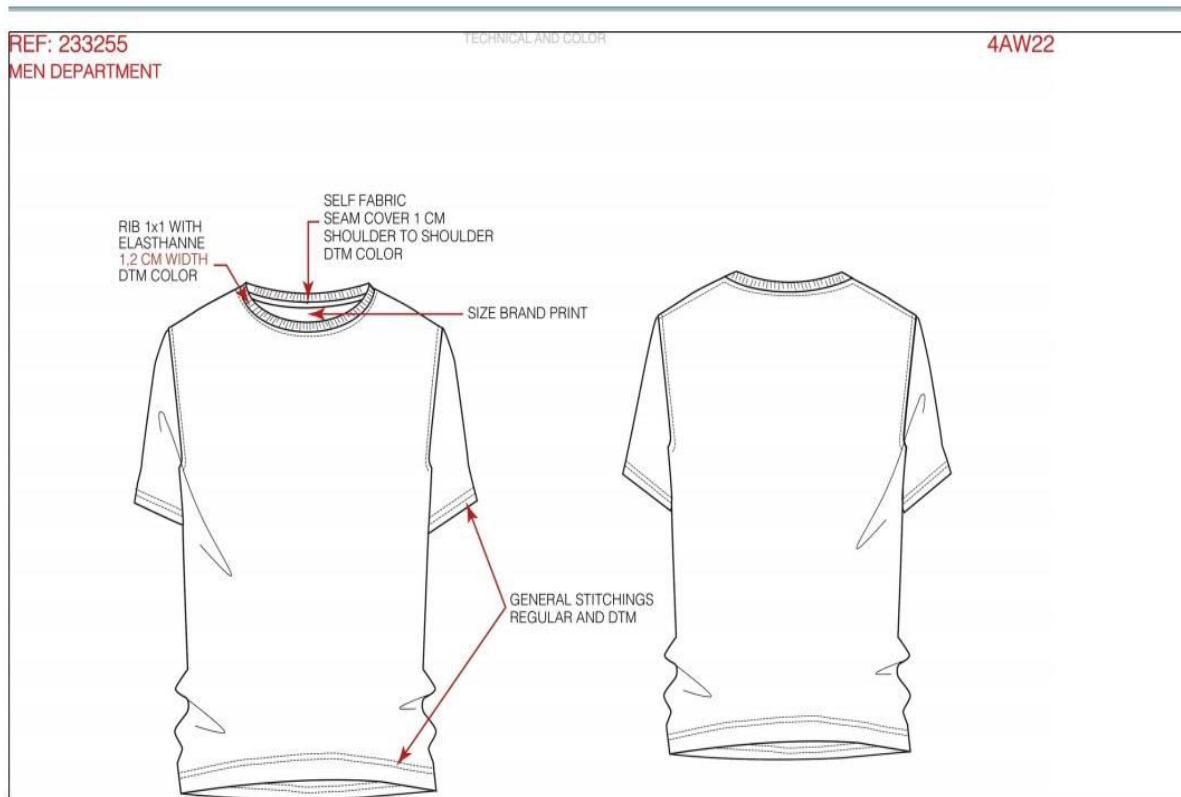 REF: 233255
TECHNICAL AND COLOR
4AW22
MEN DEPARTMENT
SELF FABRIC
SEAM COVER 1 CM
SHOULDER TO SHOULDER
DTM COLOR
RIB 1x1 WITH
ELASTHANNE
1,2 CM WIDTH
DTM COLOR
SIZE BRAND PRINT
GENERAL STITCHINGS
REGULAR AND DTM